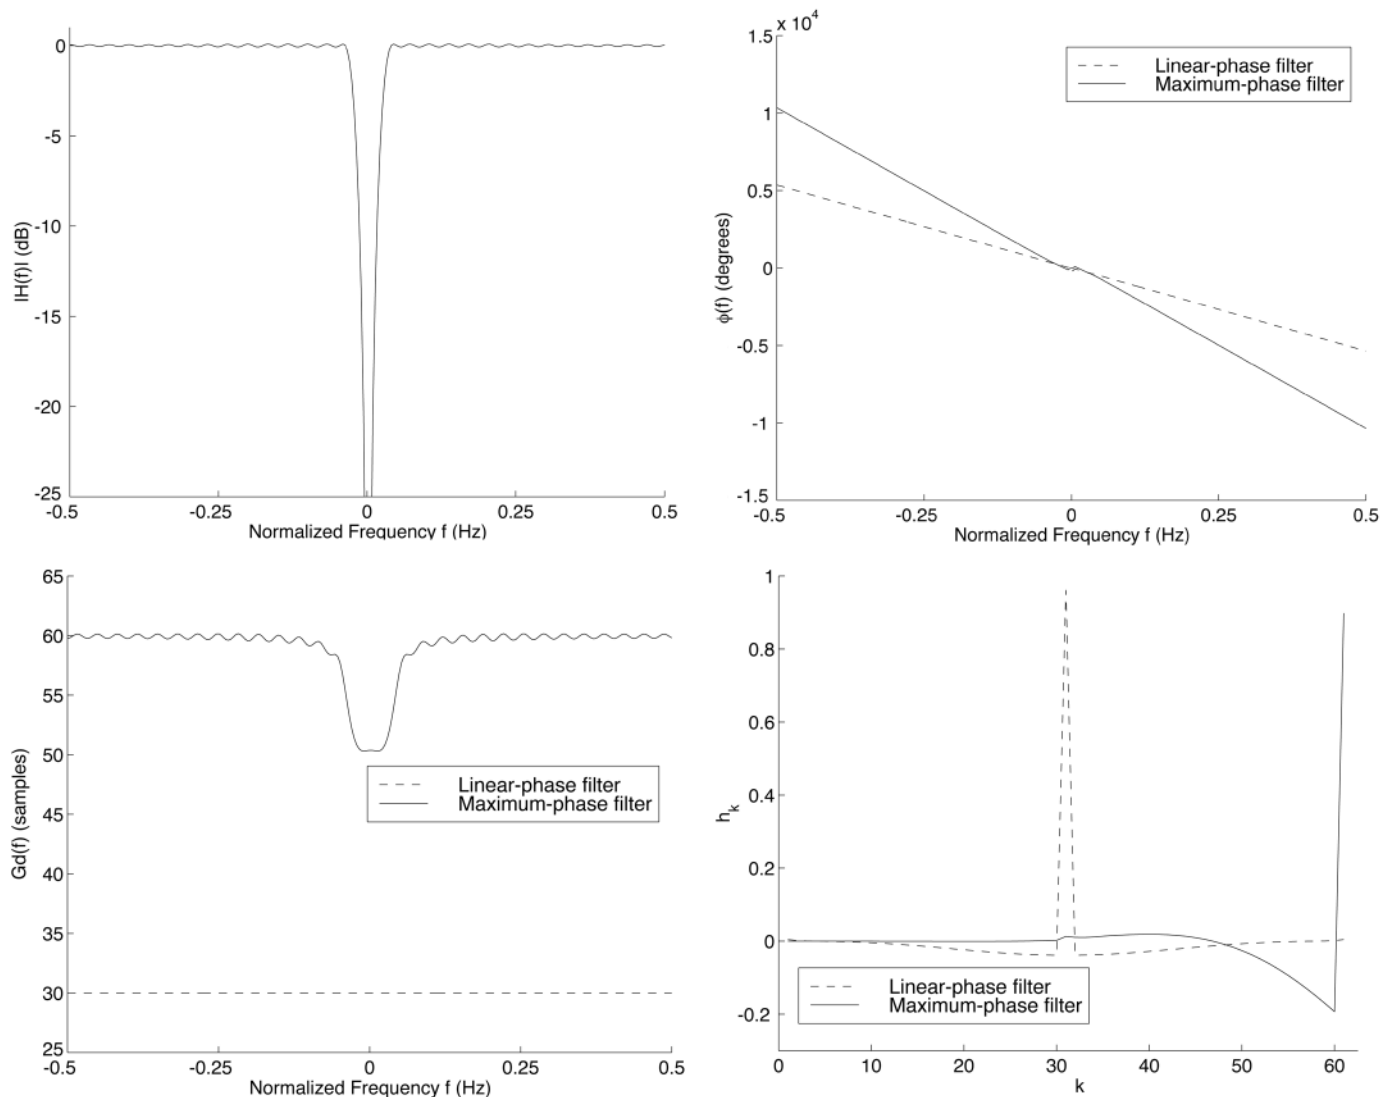 0
-5
-10
-15
-20
-25
|H(f)| (dB)
-0.5 -0.25 0 0.25 0.5
Normalized Frequency f (Hz)
x 10^4
1.5
1
0.5
0
-0.5
-1
-1.5
ϕ(f) (degrees)
Linear-phase filter
Maximum-phase filter
-0.5 -0.25 0 0.25 0.5
Normalized Frequency f (Hz)
65
60
55
50
45
40
35
30
25
Gd(f) (samples)
Linear-phase filter
Maximum-phase filter
-0.5 -0.25 0 0.25 0.5
Normalized Frequency f (Hz)
1
0.8
0.6
0.4
0.2
0
-0.2
h_k
Linear-phase filter
Maximum-phase filter
0 10 20 30 40 50 60
k